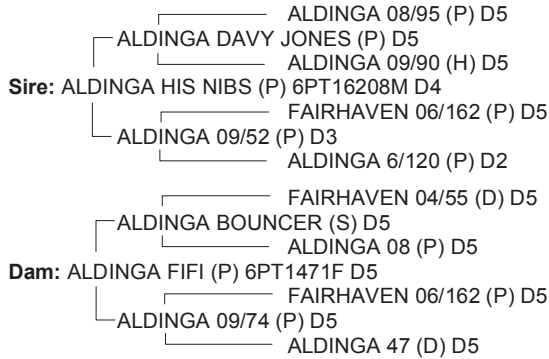 ALDINGA 08/95 (P) D5
ALDINGA DAVY JONES (P) D5
ALDINGA 09/90 (H) D5
Sire: ALDINGA HIS NIBS (P) 6PT16208M D4
FAIRHAVEN 06/162 (P) D5
ALDINGA 09/52 (P) D3
ALDINGA 6/120 (P) D2
FAIRHAVEN 04/55 (D) D5
ALDINGA BOUNCER (S) D5
ALDINGA 08 (P) D5
Dam: ALDINGA FIFI (P) 6PT1471F D5
FAIRHAVEN 06/162 (P) D5
ALDINGA 09/74 (P) D5
ALDINGA 47 (D) D5